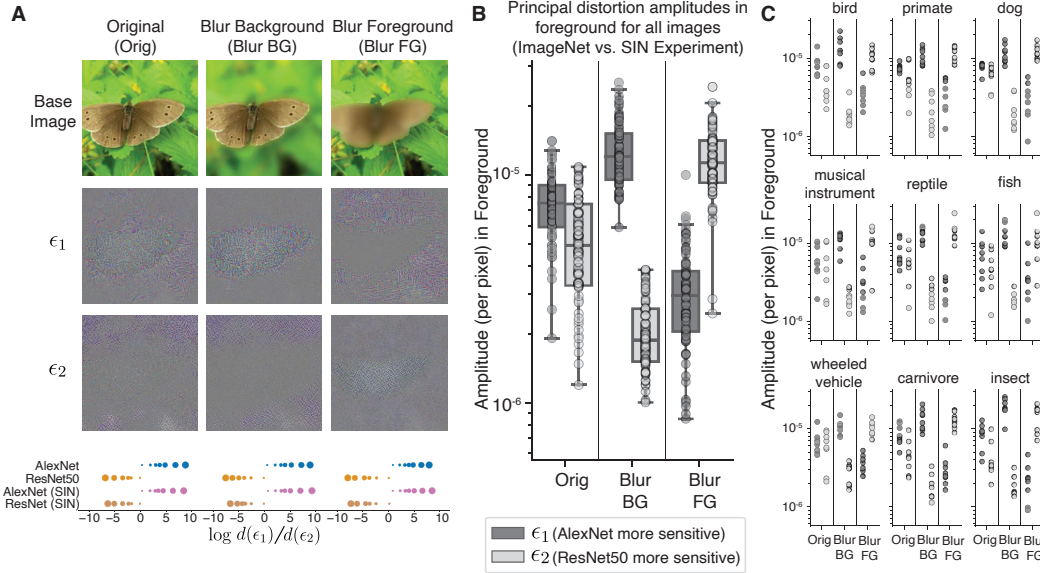 A
Original
(Orig)
Blur Background
(Blur BG)
Blur Foreground
(Blur FG)
Base
Image
ϵ1
ϵ2
AlexNet
ResNet50
AlexNet (SIN)
ResNet (SIN)
−10 −5 0 5 10 −10 −5 0 5 10 −10 −5 0 5 10
log d(ϵ1)/d(ϵ2)
B
Principal distortion amplitudes in
foreground for all images
(ImageNet vs. SIN Experiment)
Amplitude (per pixel) in Foreground
10−5
10−6
Orig
Blur
BG
Blur
FG
ϵ1 (AlexNet more sensitive)
ϵ2 (ResNet50 more sensitive)
C
Amplitude (per pixel) in Foreground
bird primate dog
10−5
10−6
musical
instrument
reptile fish
10−5
10−6
wheeled
vehicle
carnivore insect
10−5
10−6
Orig Blur
BG
Blur
FG
Orig Blur
BG
Blur
FG
Orig Blur
BG
Blur
FG